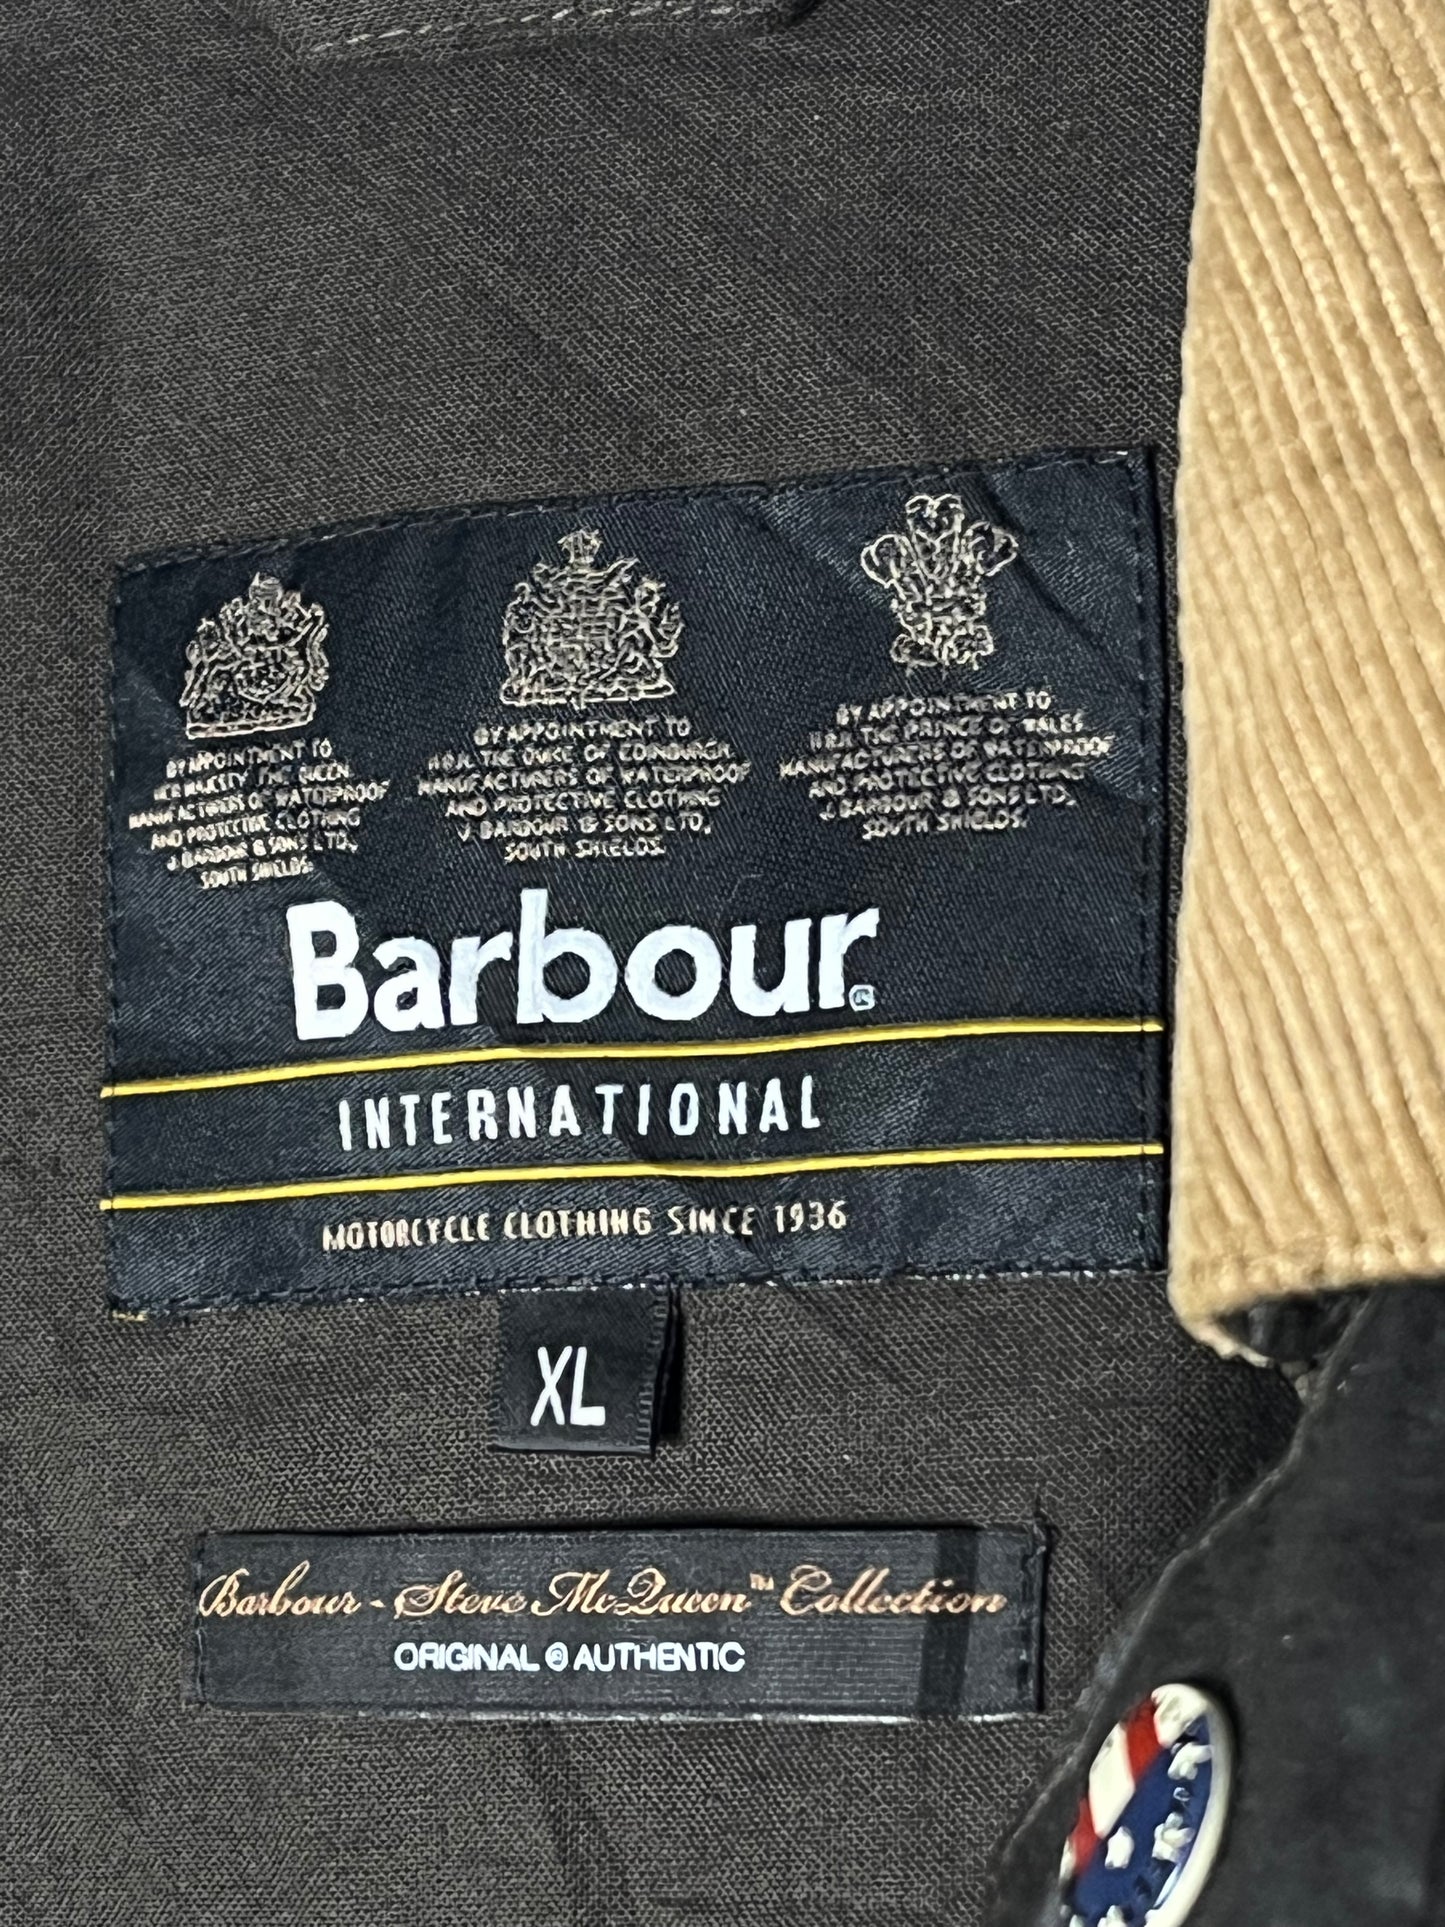 BY APPOINTMENT TO
HER MAJESTY THE QUEEN
MANUFACTURERS OF WATERPROOF
AND PROTECTIVE CLOTHING
J. BARBOUR & SONS LTD.,
SOUTH SHIELDS.
BY APPOINTMENT TO
H.R.H. THE DUKE OF EDINBURGH
MANUFACTURERS OF WATERPROOF
AND PROTECTIVE CLOTHING
J. BARBOUR & SONS LTD,
SOUTH SHIELDS.
BY APPOINTMENT TO
H.R.H. THE PRINCE OF WALES
MANUFACTURERS OF WATERPROOF
AND PROTECTIVE CLOTHING
J. BARBOUR & SONS LTD,
SOUTH SHIELDS.
Barbour®
INTERNATIONAL
MOTORCYCLE CLOTHING SINCE 1936
XL
Barbour - Steve McQueen™ Collection
ORIGINAL @ AUTHENTIC